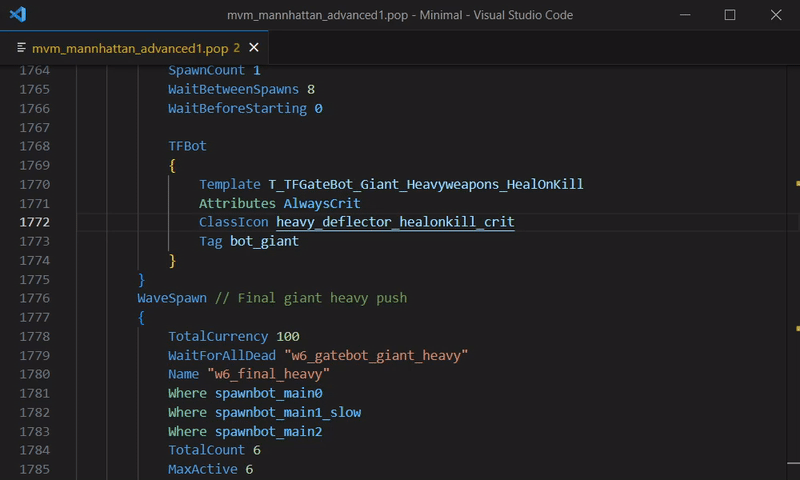 mvm_mannhattan_advanced1.pop - Minimal - Visual Studio Code
mvm_mannhattan_advanced1.pop 2
1764 SpawnCount 1
1765 WaitBetweenSpawns 8
1766 WaitBeforeStarting 0
1767
1768 TFBot
1769 {
1770 Template T_TFGateBot_Giant_Heavyweapons_HealOnKill
1771 Attributes AlwaysCrit
1772 ClassIcon heavy_deflector_healonkill_crit
1773 Tag bot_giant
1774 }
1775 }
1776 WaveSpawn // Final giant heavy push
1777 {
1778 TotalCurrency 100
1779 WaitForAllDead "w6_gatebot_giant_heavy"
1780 Name "w6_final_heavy"
1781 Where spawnbot_main0
1782 Where spawnbot_main1_slow
1783 Where spawnbot_main2
1784 TotalCount 6
1785 MaxActive 6